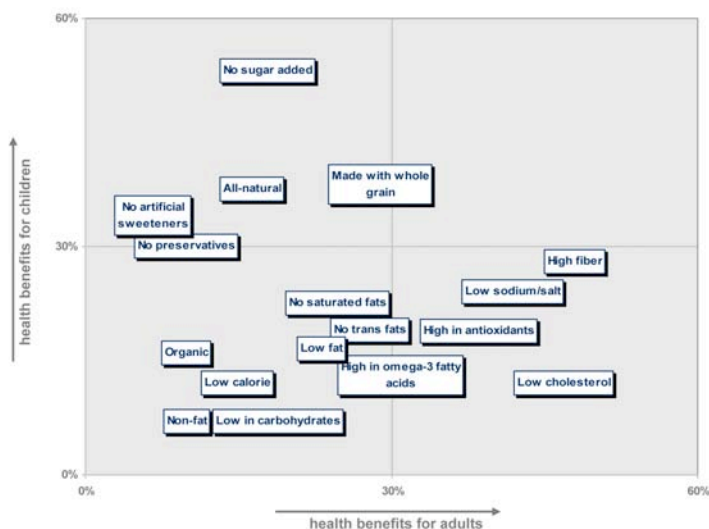 60%
No sugar added
All-natural
Made with whole
grain
No artificial
sweeteners
No preservatives
30%
High fiber
Low sodium/salt
No saturated fats
No trans fats
High in antioxidants
Low fat
Organic
High in omega-3 fatty
acids
Low calorie
Low cholesterol
Non-fat
Low in carbohydrates
0%
0%
30%
60%
health benefits for children
health benefits for adults